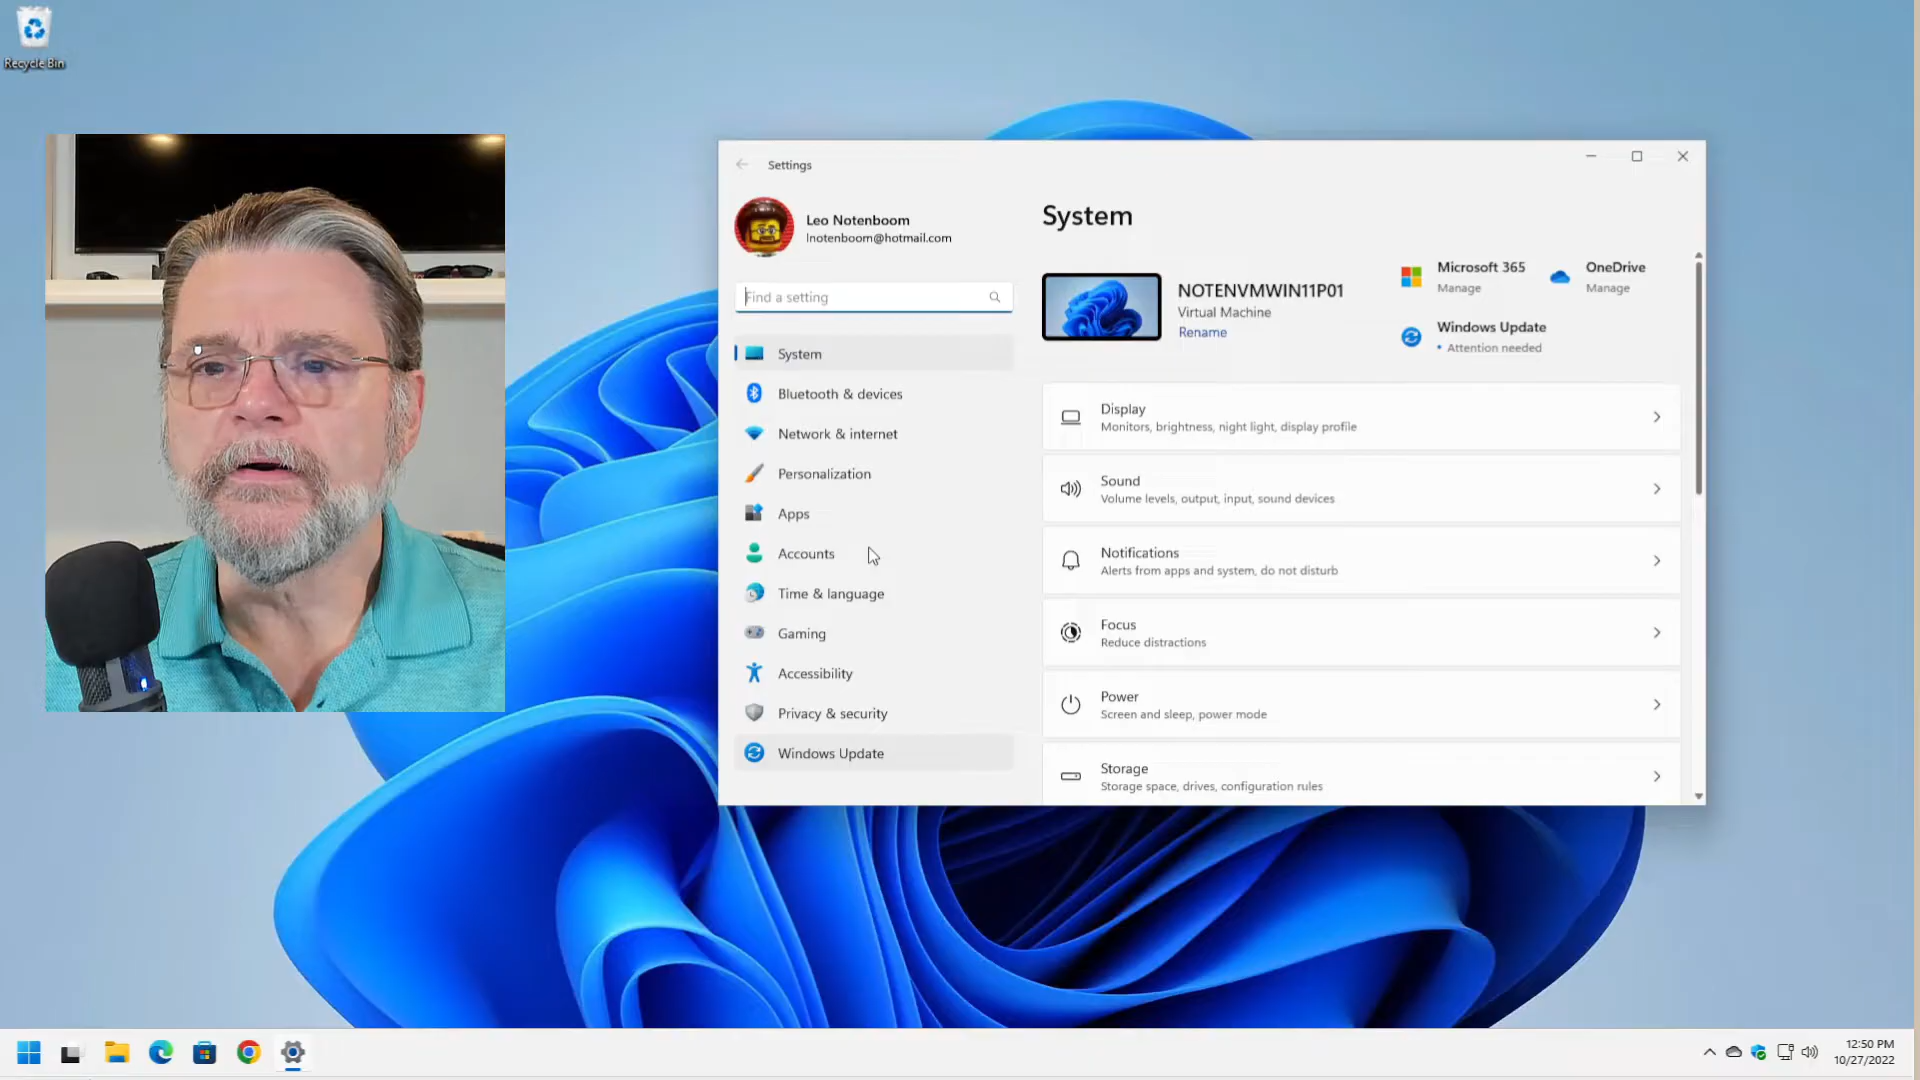 Recycle Bin
Settings
Leo Notenboom
lnotenboom@hotmail.com
Find a setting
System
Bluetooth & devices
Network & internet
Personalization
Apps
Accounts
Time & language
Gaming
Accessibility
Privacy & security
Windows Update
System
NOTENVMWIN11P01
Virtual Machine
Rename
Microsoft 365
Manage
OneDrive
Manage
Windows Update
• Attention needed
Display
Monitors, brightness, night light, display profile
Sound
Volume levels, output, input, sound devices
Notifications
Alerts from apps and system, do not disturb
Focus
Reduce distractions
Power
Screen and sleep, power mode
Storage
Storage space, drives, configuration rules
12:50 PM
10/27/2022